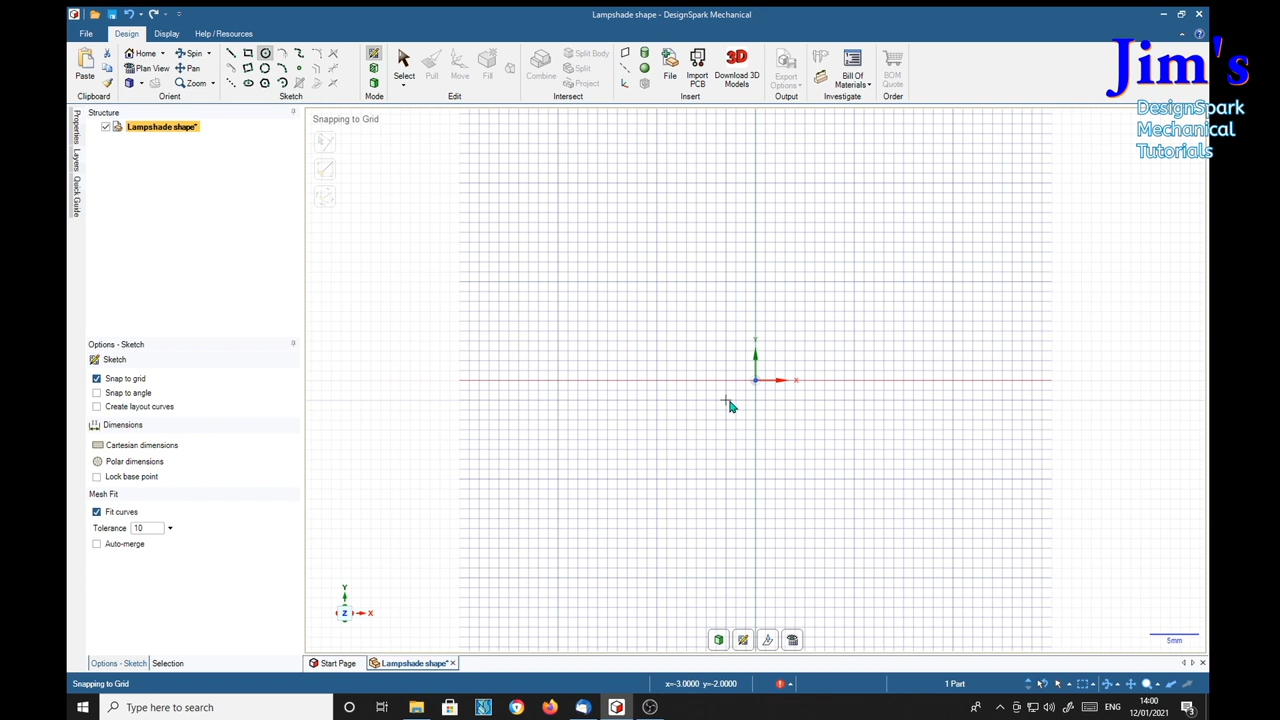 Lampshade shape - DesignSpark Mechanical
File
Design
Display
Help / Resources
Home
Spin
Plan View
Pan
Zoom
Paste
Select
Pull
Move
Fill
Combine
Split Body
Split
Project
File
Import
PCB
Download 3D
Models
Export
Options
Bill Of
Materials
BOM
Quote
Clipboard
Orient
Sketch
Mode
Edit
Intersect
Insert
Output
Investigate
Order
Jim's
DesignSpark
Mechanical
Tutorials
Structure
Lampshade shape*
Properties
Layers
Quick Guide
Snapping to Grid
Y
X
Options - Sketch
Sketch
Snap to grid
Snap to angle
Create layout curves
Dimensions
Cartesian dimensions
Polar dimensions
Lock base point
Mesh Fit
Fit curves
Tolerance 10
Auto-merge
Y
Z X
5mm
Options - Sketch Selection
Start Page
Lampshade shape*
Snapping to Grid
x=-3.0000 y=-2.0000
1 Part
Type here to search
ENG
14:00
12/01/2021
3